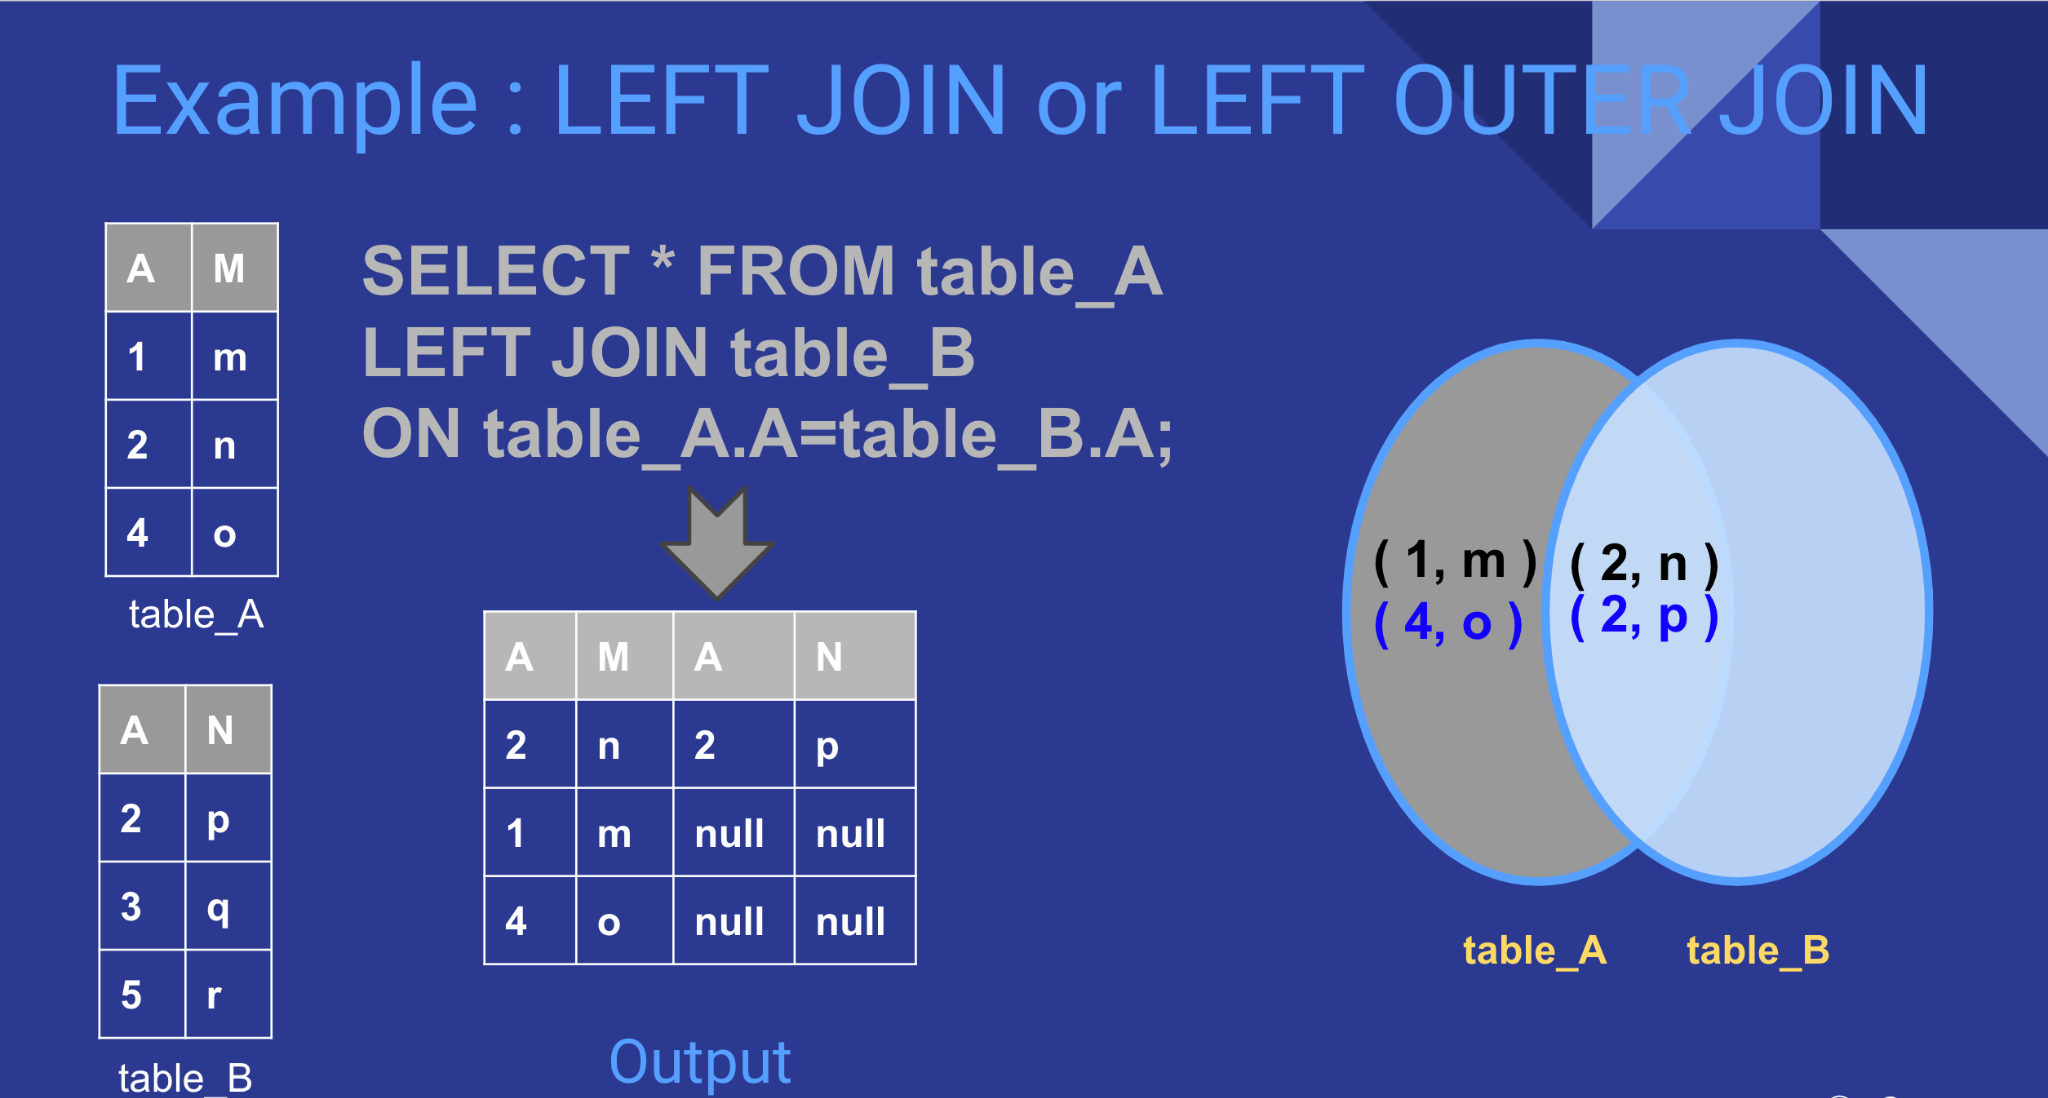 Example : LEFT JOIN or LEFT OUTER JOIN
A M
1 m
2 n
4 o
table_A
A N
2 p
3 q
5 r
table_B
SELECT * FROM table_A
LEFT JOIN table_B
ON table_A.A=table_B.A;
A M A N
2 n 2 p
1 m null null
4 o null null
Output
( 1, m ) ( 2, n )
( 4, o ) ( 2, p )
table_A table_B